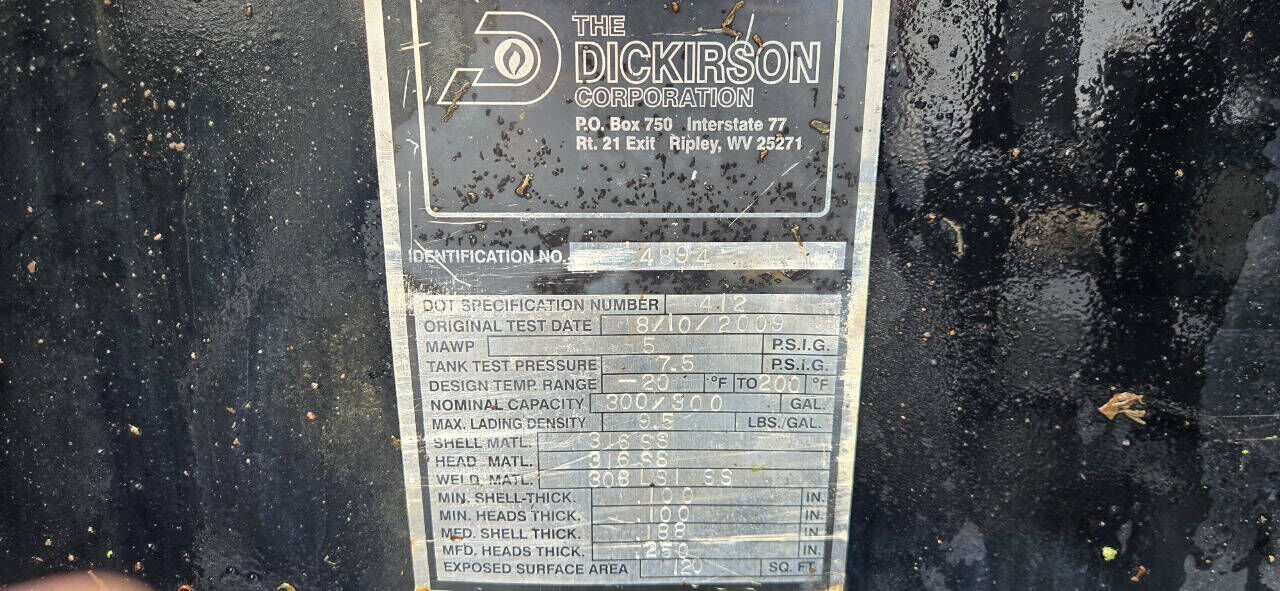 THE
DICKIRSON
CORPORATION
P.O. Box 750 Interstate 77
Rt. 21 Exit Ripley, WV 25271
IDENTIFICATION NO. 4894
DOT SPECIFICATION NUMBER 412
ORIGINAL TEST DATE 8/10/2009
MAWP 5 P.S.I.G.
TANK TEST PRESSURE 7.5 P.S.I.G.
DESIGN TEMP. RANGE -20 °F TO 200 °F
NOMINAL CAPACITY 300/300 GAL.
MAX. LADING DENSITY 9.5 LBS./GAL.
SHELL MATL. 316 SS
HEAD MATL. 316 SS
WELD. MATL. 308 LSI SS
MIN. SHELL-THICK. .100 IN.
MIN. HEADS THICK. .100 IN.
MFD. SHELL THICK. .188 IN.
MFD. HEADS THICK. .250 IN.
EXPOSED SURFACE AREA 120 SQ. FT.